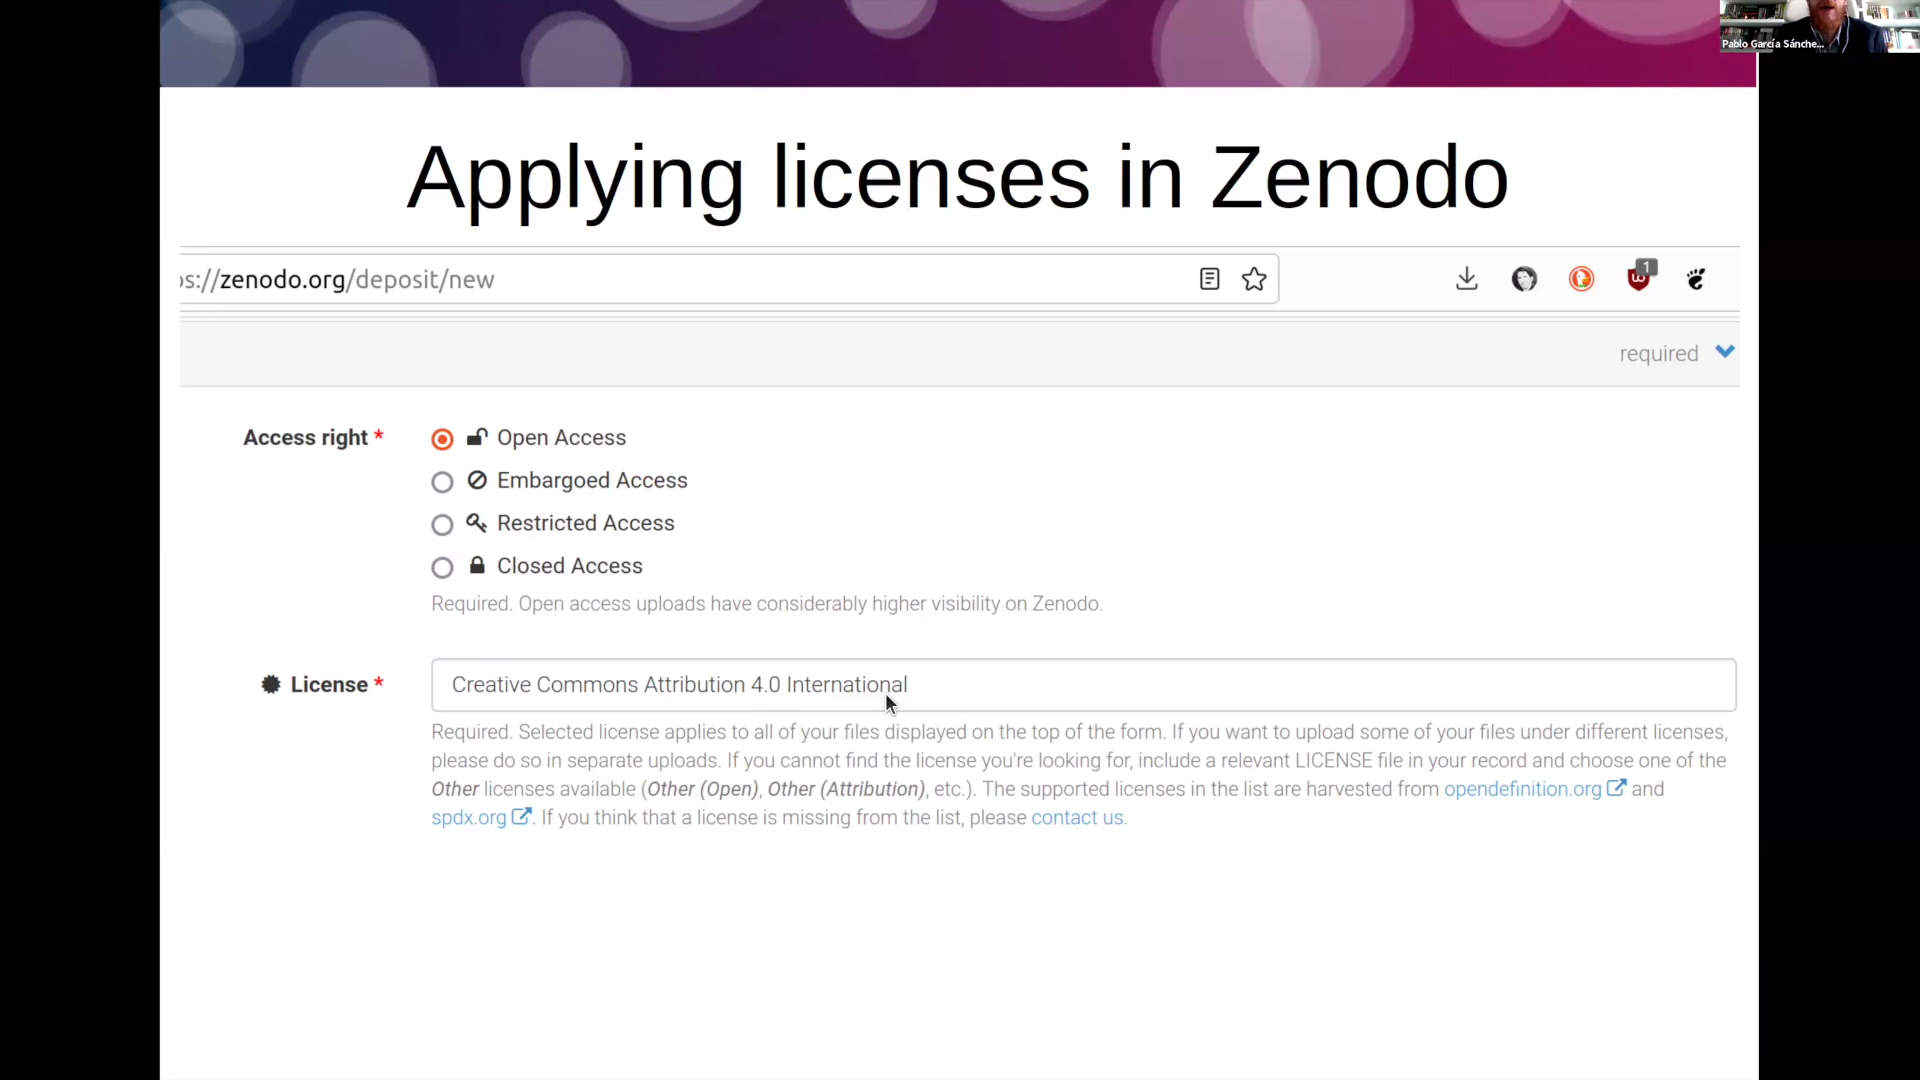 Pablo García Sánche...
Applying licenses in Zenodo
os://zenodo.org/deposit/new
1
required
Access right *
Open Access
Embargoed Access
Restricted Access
Closed Access
Required. Open access uploads have considerably higher visibility on Zenodo.
License *
Creative Commons Attribution 4.0 International
Required. Selected license applies to all of your files displayed on the top of the form. If you want to upload some of your files under different licenses,
please do so in separate uploads. If you cannot find the license you're looking for, include a relevant LICENSE file in your record and choose one of the
Other licenses available (Other (Open), Other (Attribution), etc.). The supported licenses in the list are harvested from opendefinition.org and
spdx.org . If you think that a license is missing from the list, please contact us.